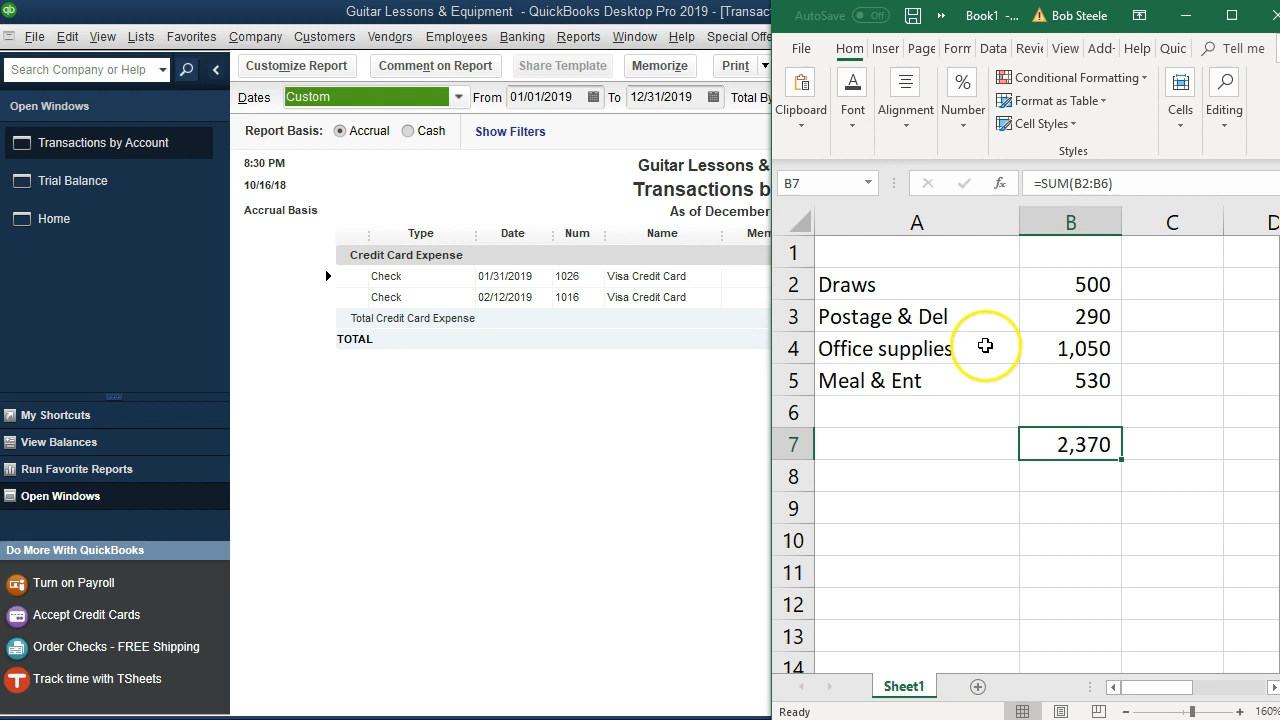 Guitar Lessons & Equipment - QuickBooks Desktop Pro 2019 - [Transac
File Edit View Lists Favorites Company Customers Vendors Employees Banking Reports Window Help Special Offe
Search Company or Help
Open Windows
Transactions by Account
Trial Balance
Home
My Shortcuts
View Balances
Run Favorite Reports
Open Windows
Do More With QuickBooks
Turn on Payroll
Accept Credit Cards
Order Checks - FREE Shipping
Track time with TSheets
Customize Report Comment on Report Share Template Memorize Print
Dates Custom From 01/01/2019 To 12/31/2019 Total By
Report Basis: Accrual Cash Show Filters
8:30 PM Guitar Lessons &
10/16/18 Transactions b
Accrual Basis As of December
Type Date Num Name Mem
Credit Card Expense
Check 01/31/2019 1026 Visa Credit Card
Check 02/12/2019 1016 Visa Credit Card
Total Credit Card Expense
TOTAL
AutoSave Off Book1 -... Bob Steele
File Hom Inser Page Form Data Revie View Add- Help Quic Tell me
Clipboard Font Alignment Number
Conditional Formatting
Format as Table
Cell Styles
Styles
Cells Editing
B7 fx =SUM(B2:B6)
A B C D
1
2 Draws 500
3 Postage & Del 290
4 Office supplies 1,050
5 Meal & Ent 530
6
7 2,370
8
9
10
11
12
13
14
Sheet1
Ready 160%